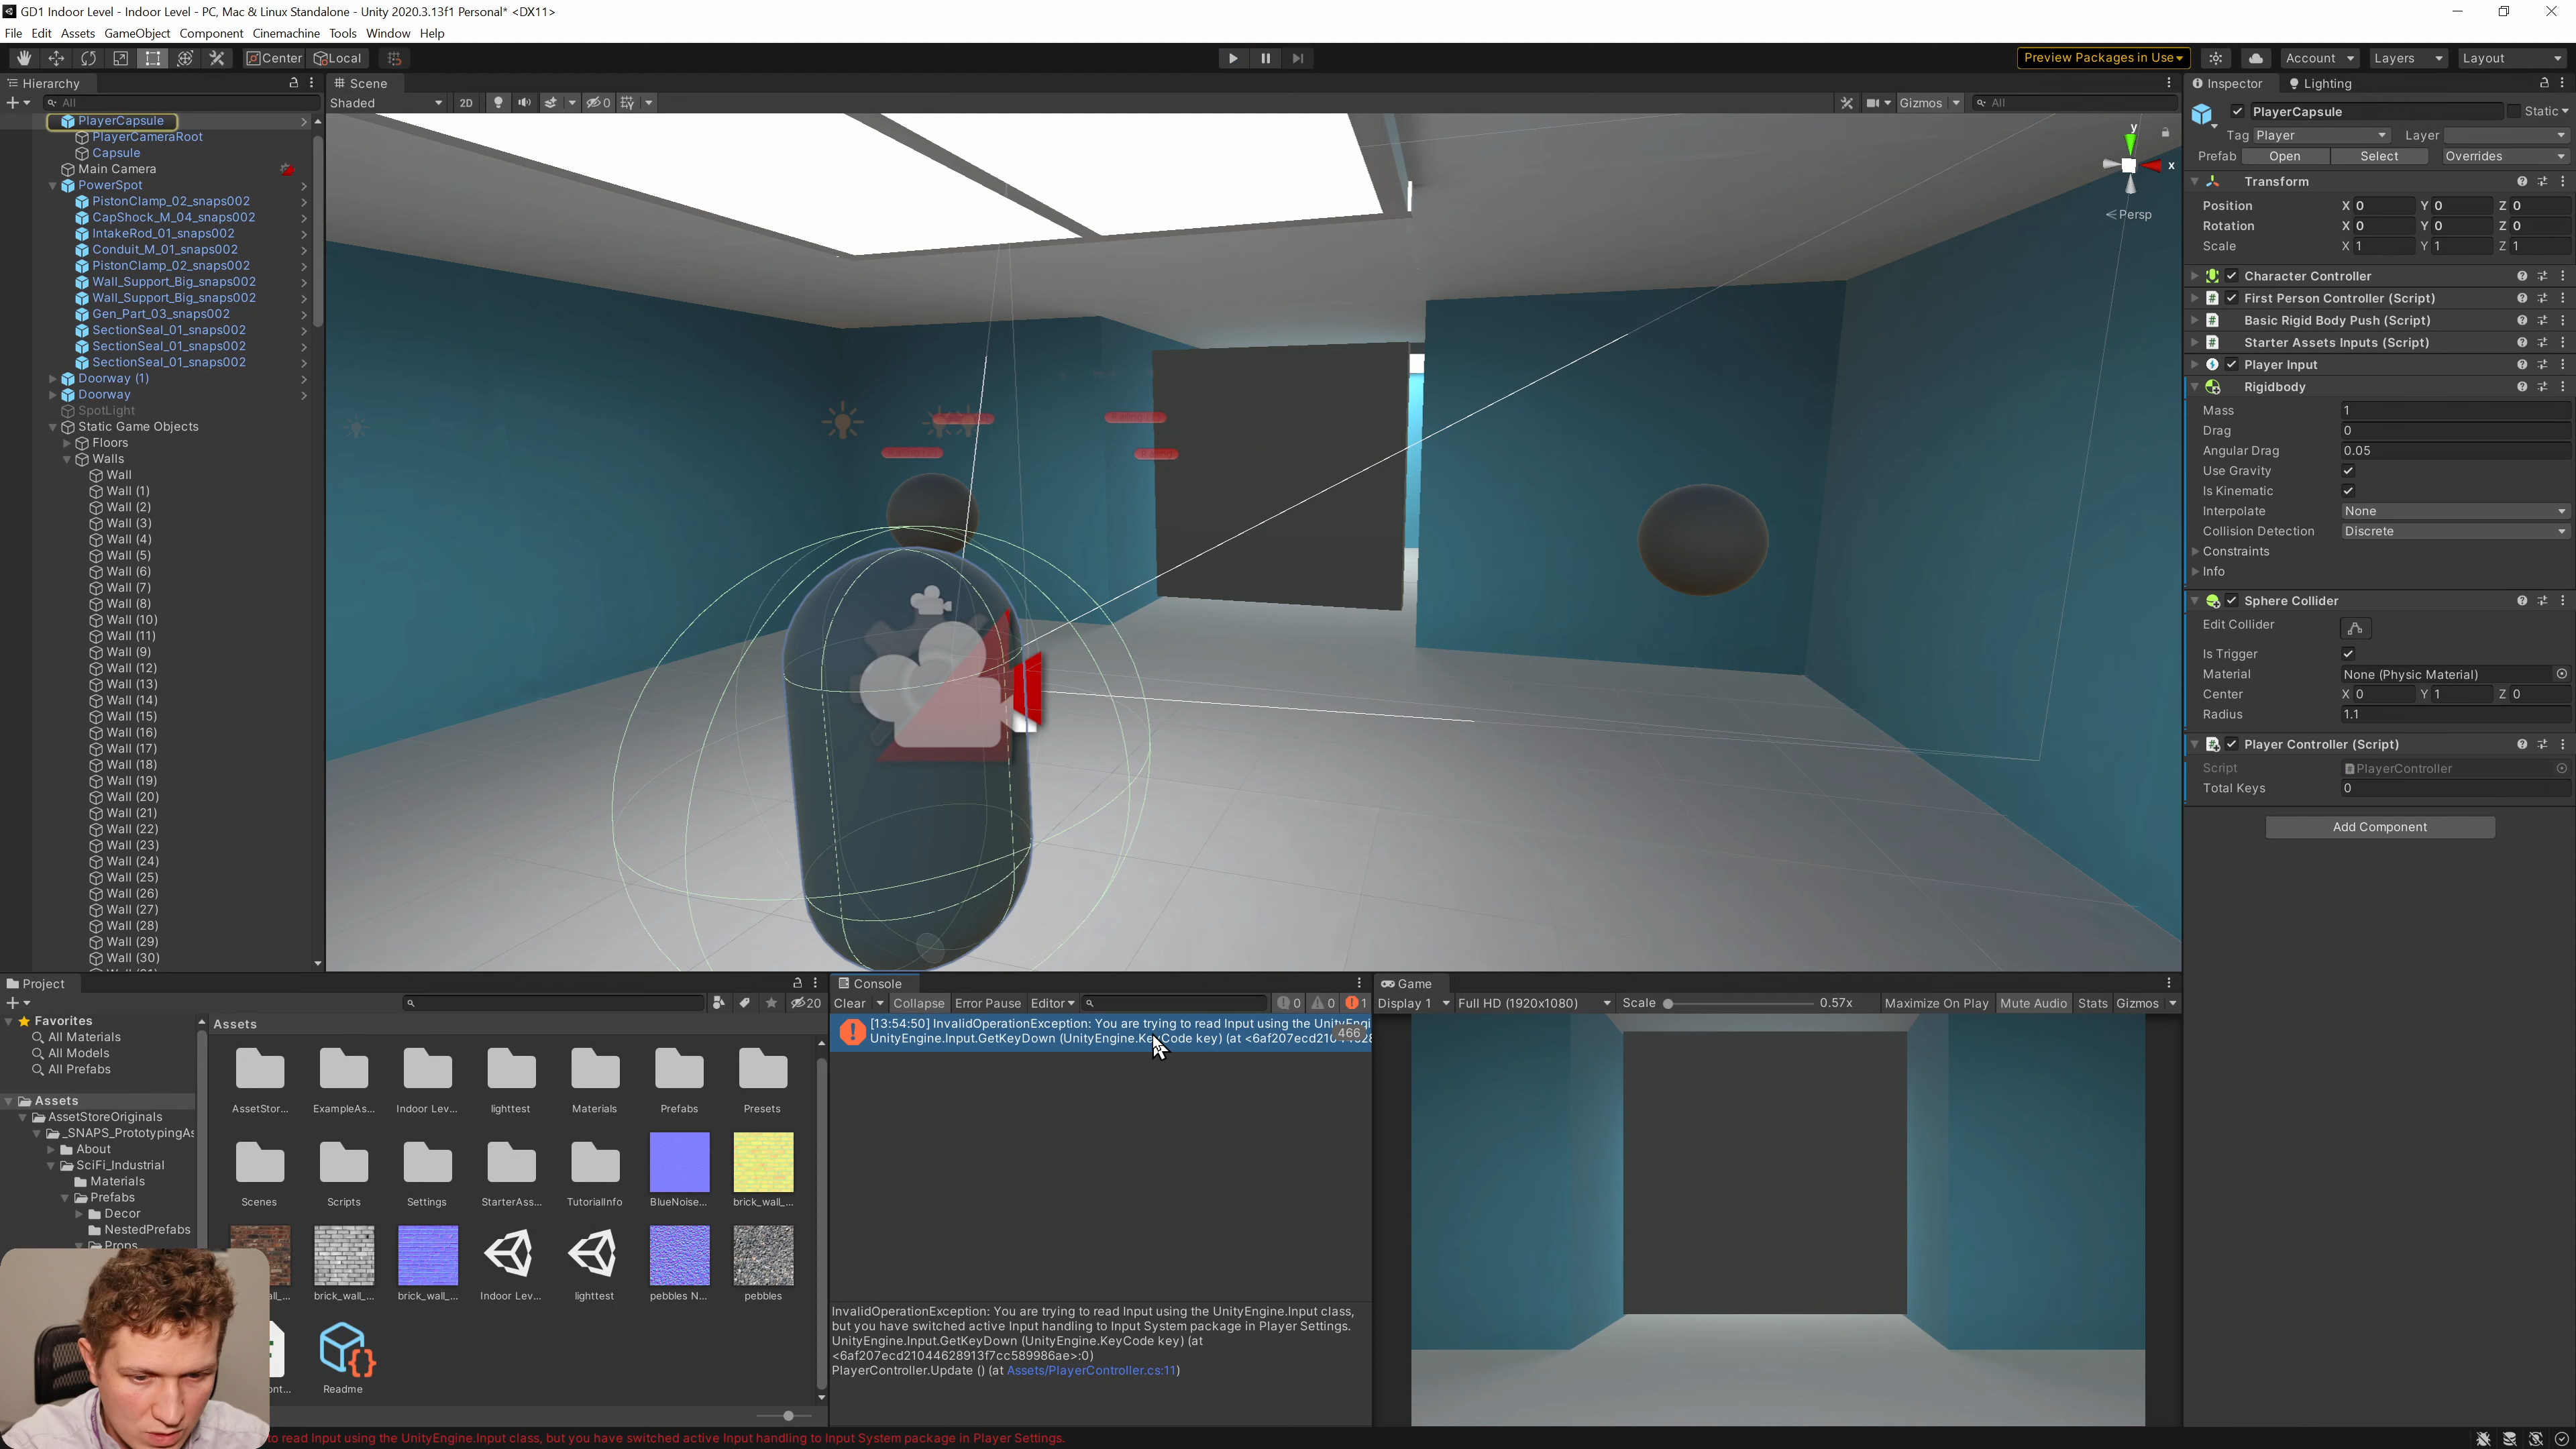 GD1 Indoor Level - Indoor Level - PC, Mac & Linux Standalone - Unity 2020.3.13f1 Personal* <DX11>
File Edit Assets GameObject Component Cinemachine Tools Window Help
Center Local
Preview Packages in Use
Account
Layers
Layout
Hierarchy
All
PlayerCapsule
PlayerCameraRoot
Capsule
Main Camera
PowerSpot
PistonClamp_02_snaps002
CapShock_M_04_snaps002
IntakeRod_01_snaps002
Conduit_M_01_snaps002
PistonClamp_02_snaps002
Wall_Support_Big_snaps002
Wall_Support_Big_snaps002
Gen_Part_03_snaps002
SectionSeal_01_snaps002
SectionSeal_01_snaps002
SectionSeal_01_snaps002
Doorway (1)
Doorway
SpotLight
Static Game Objects
Floors
Walls
Wall
Wall (1)
Wall (2)
Wall (3)
Wall (4)
Wall (5)
Wall (6)
Wall (7)
Wall (8)
Wall (10)
Wall (11)
Wall (9)
Wall (12)
Wall (13)
Wall (14)
Wall (15)
Wall (16)
Wall (17)
Wall (18)
Wall (19)
Wall (20)
Wall (21)
Wall (22)
Wall (23)
Wall (24)
Wall (25)
Wall (26)
Wall (27)
Wall (28)
Wall (29)
Wall (30)
Scene
Shaded 2D 0 Gizmos All
y
x
Persp
Inspector Lighting
PlayerCapsule Static
Tag Player Layer
Prefab Open Select Overrides
Transform
Position X 0 Y 0 Z 0
Rotation X 0 Y 0 Z 0
Scale X 1 Y 1 Z 1
Character Controller
First Person Controller (Script)
Basic Rigid Body Push (Script)
Starter Assets Inputs (Script)
Player Input
Rigidbody
Mass 1
Drag 0
Angular Drag 0.05
Use Gravity
Is Kinematic
Interpolate None
Collision Detection Discrete
Constraints
Info
Sphere Collider
Edit Collider
Is Trigger
Material None (Physic Material)
Center X 0 Y 1 Z 0
Radius 1.1
Player Controller (Script)
Script PlayerController
Total Keys 0
Add Component
Project
20
Favorites
All Materials
All Models
All Prefabs
Assets
AssetStoreOriginals
_SNAPS_PrototypingAs
About
SciFi_Industrial
Materials
Prefabs
Decor
NestedPrefabs
Props
Assets
AssetStor... ExampleAs... Indoor Lev... lighttest Materials Prefabs Presets
Scenes Scripts Settings StarterAss... TutorialInfo BlueNoise... brick_wall_...
brick_wall_... brick_wall_... Indoor Lev... lighttest pebbles N... pebbles
Readme
Console
Clear Collapse Error Pause Editor 0 0 1
[13:54:50] InvalidOperationException: You are trying to read Input using the UnityEngi
UnityEngine.Input.GetKeyDown (UnityEngine.KeyCode key) (at <6af207ecd21044628
466
InvalidOperationException: You are trying to read Input using the UnityEngine.Input class,
but you have switched active Input handling to Input System package in Player Settings.
UnityEngine.Input.GetKeyDown (UnityEngine.KeyCode key) (at
<6af207ecd21044628913f7cc589986ae>:0)
PlayerController.Update () (at Assets/PlayerController.cs:11)
Game
Display 1 Full HD (1920x1080) Scale 0.57x Maximize On Play Mute Audio Stats Gizmos
to read Input using the UnityEngine.Input class, but you have switched active Input handling to Input System package in Player Settings.